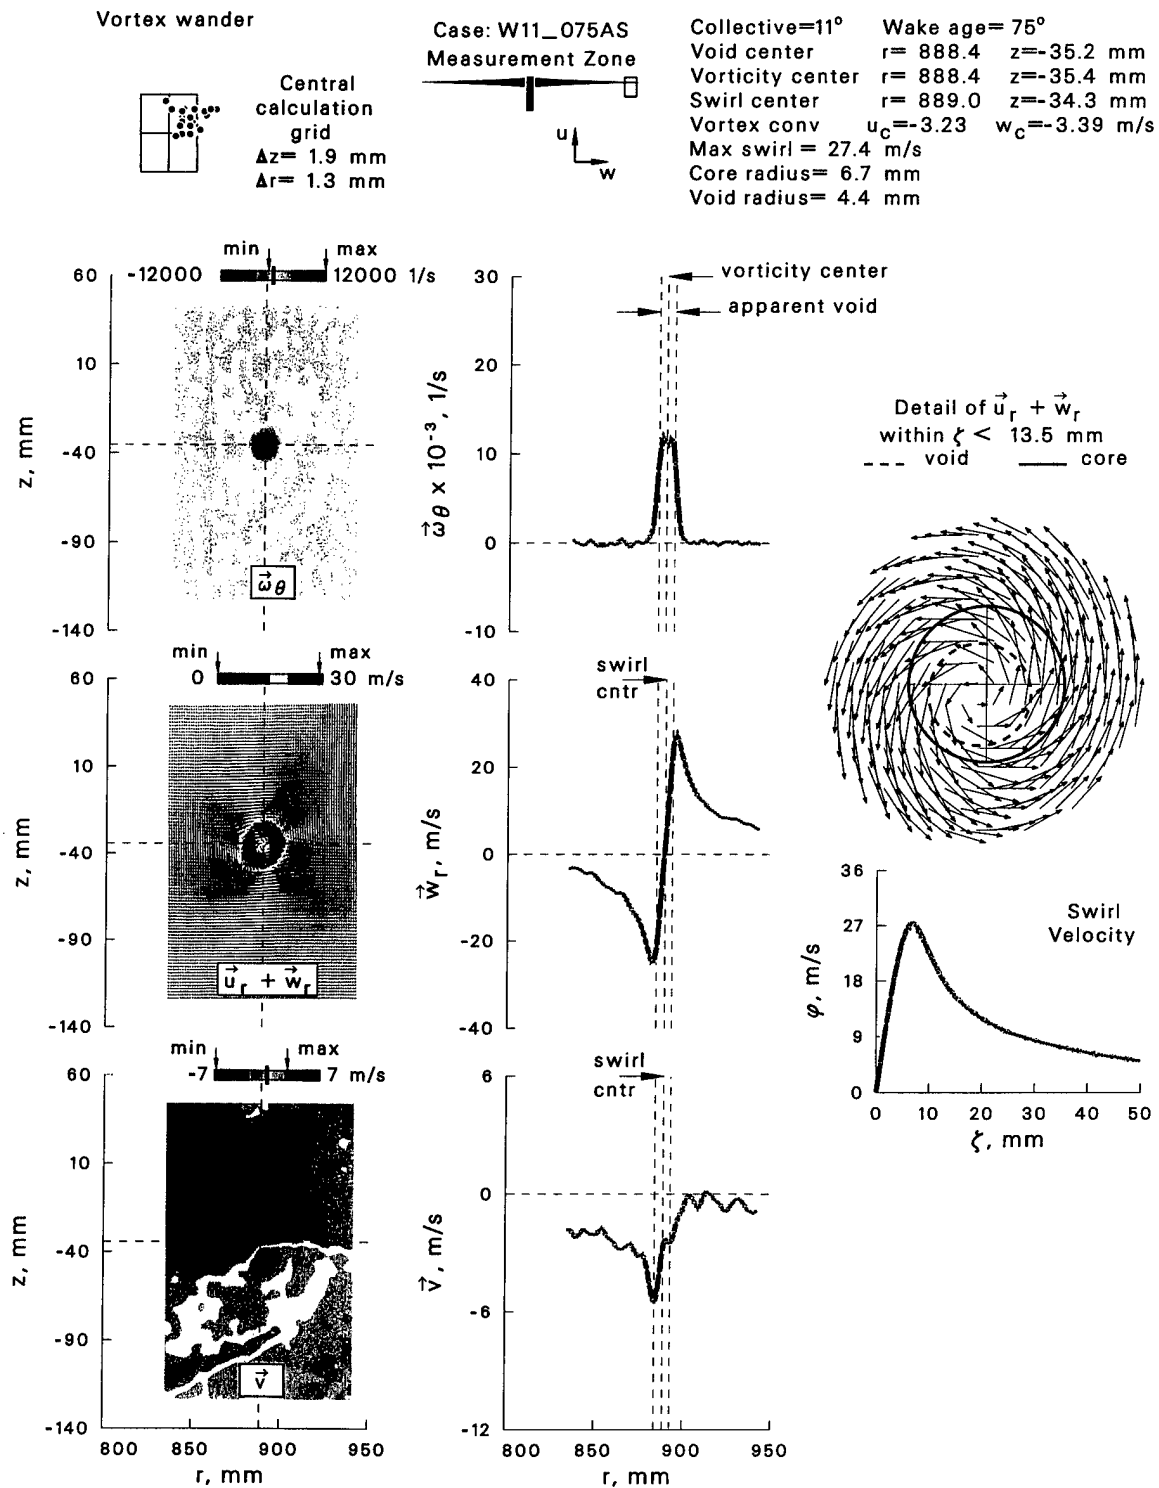 Vortex wander
Central
calculation
grid
Δz= 1.9 mm
Δr= 1.3 mm
Case: W11_075AS
Measurement Zone
u
w
Collective=11° Wake age= 75°
Void center r= 888.4 z=-35.2 mm
Vorticity center r= 888.4 z=-35.4 mm
Swirl center r= 889.0 z=-34.3 mm
Vortex conv u_c=-3.23 w_c=-3.39 m/s
Max swirl = 27.4 m/s
Core radius= 6.7 mm
Void radius= 4.4 mm
min max
-12000 12000 1/s
60
10
-40
-90
-140
z, mm
ω⃗θ
vorticity center
apparent void
30
20
10
0
-10
ω⃗θ x 10⁻³, 1/s
Detail of u⃗_r + w⃗_r
within ζ < 13.5 mm
void core
min max
0 30 m/s
60
10
-40
-90
-140
z, mm
u⃗_r + w⃗_r
swirl
cntr
40
20
0
-20
-40
w⃗_r, m/s
Swirl
Velocity
36
27
18
9
0
φ, m/s
0 10 20 30 40 50
ζ, mm
min max
-7 7 m/s
60
10
-40
-90
-140
z, mm
v⃗
800 850 900 950
r, mm
swirl
cntr
6
0
-6
-12
v⃗, m/s
800 850 900 950
r, mm